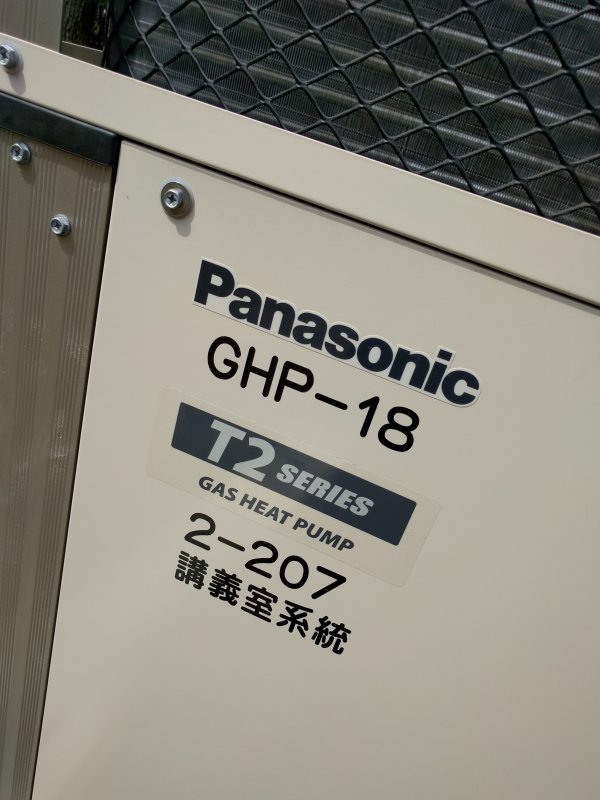 Panasonic
GHP-18
T2 SERIES
GAS HEAT PUMP
2-207
講義室系統